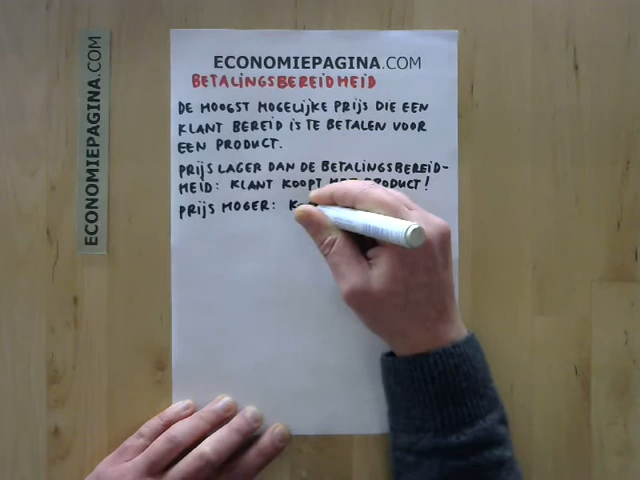 ECONOMIEPAGINA.COM
ECONOMIEPAGINA.COM
BETALINGSBEREIDHEID
DE HOOGST MOGELIJKE PRIJS DIE EEN
KLANT BEREID IS TE BETALEN VOOR
EEN PRODUCT.
PRIJS LAGER DAN DE BETALINGSBEREID-
HEID: KLANT KOOPT HET PRODUCT!
PRIJS HOGER: K